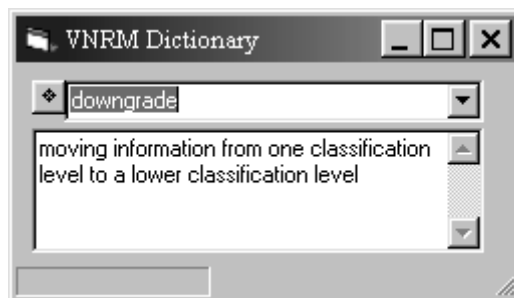 VNRM Dictionary
downgrade
moving information from one classification
level to a lower classification level